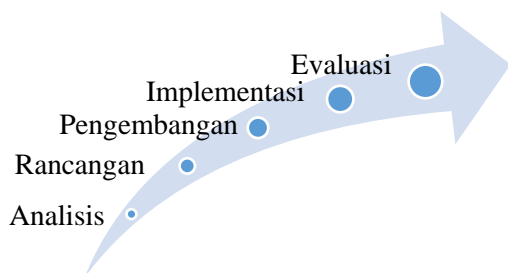 Evaluasi
Implementasi
Pengembangan
Rancangan
Analisis